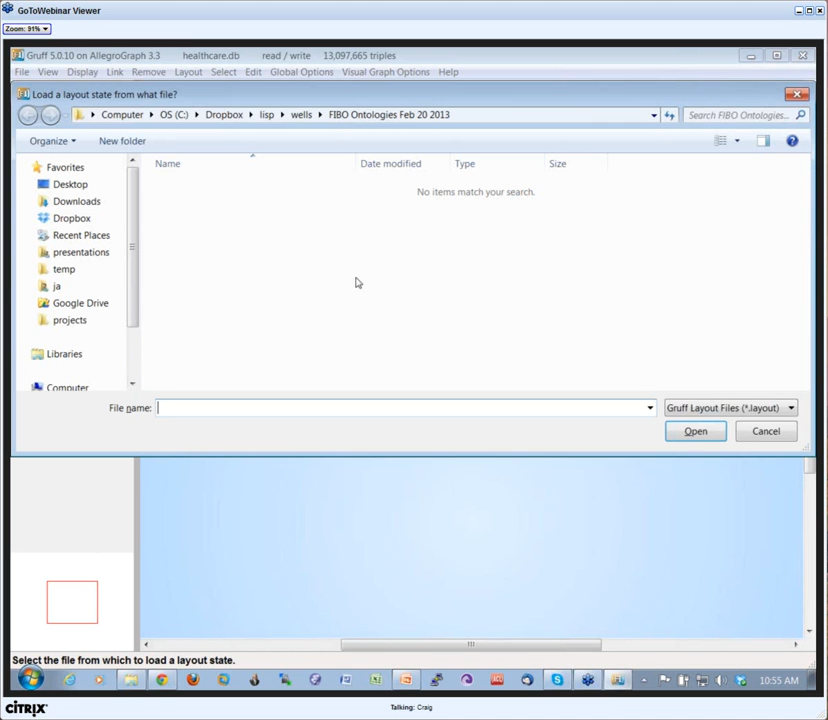 GoToWebinar Viewer
Zoom: 91%
Gruff 5.0.10 on AllegroGraph 3.3 healthcare.db read / write 13,097,665 triples
File View Display Link Remove Layout Select Edit Global Options Visual Graph Options Help
Load a layout state from what file?
Computer OS (C:) Dropbox lisp wells FIBO Ontologies Feb 20 2013 Search FIBO Ontologies...
Organize New folder
Name Date modified Type Size
No items match your search.
Favorites
Desktop
Downloads
Dropbox
Recent Places
presentations
temp
ja
Google Drive
projects
Libraries
Computer
File name: Gruff Layout Files (*.layout)
Open Cancel
Select the file from which to load a layout state.
10:55 AM
CITRIX Talking: Craig